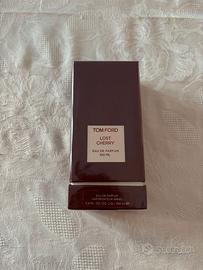 TOM FORD
LOST
CHERRY
EAU DE PARFUM
100 ML
EAU DE PARFUM